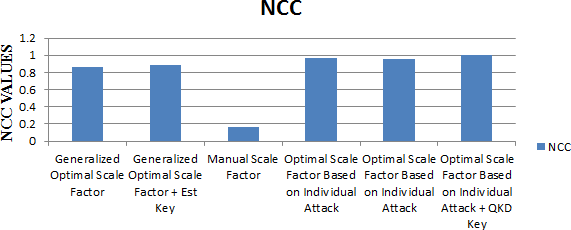 NCC
NCC VALUES
1.2
1
0.8
0.6
0.4
0.2
0
Generalized
Optimal Scale
Factor
Generalized
Optimal Scale
Factor + Est
Key
Manual Scale
Factor
Optimal Scale
Factor Based
on Individual
Attack
Optimal Scale
Factor Based
on Individual
Attack
Optimal Scale
Factor Based
on Individual
Attack + QKD
Key
NCC